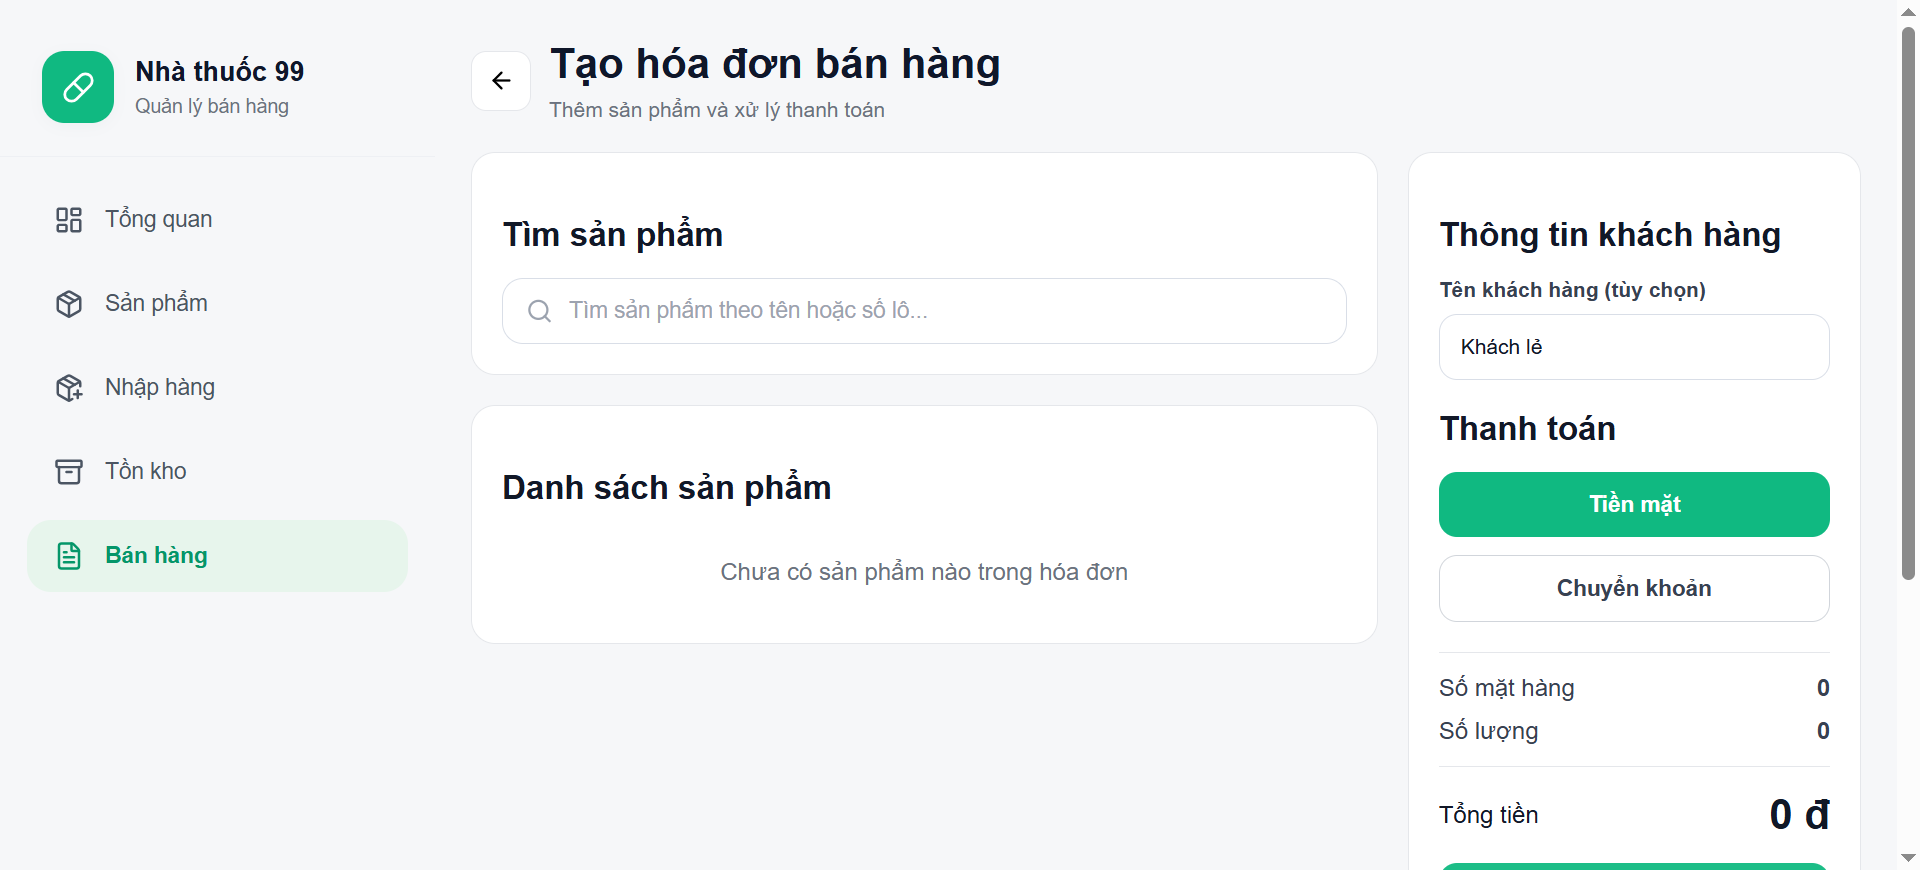 Nhà thuốc 99
Quản lý bán hàng
Tổng quan
Sản phẩm
Nhập hàng
Tồn kho
Bán hàng
Tạo hóa đơn bán hàng
Thêm sản phẩm và xử lý thanh toán
Tìm sản phẩm
Tìm sản phẩm theo tên hoặc số lô...
Danh sách sản phẩm
Chưa có sản phẩm nào trong hóa đơn
Thông tin khách hàng
Tên khách hàng (tùy chọn)
Khách lẻ
Thanh toán
Tiền mặt
Chuyển khoản
Số mặt hàng 0
Số lượng 0
Tổng tiền 0 đ